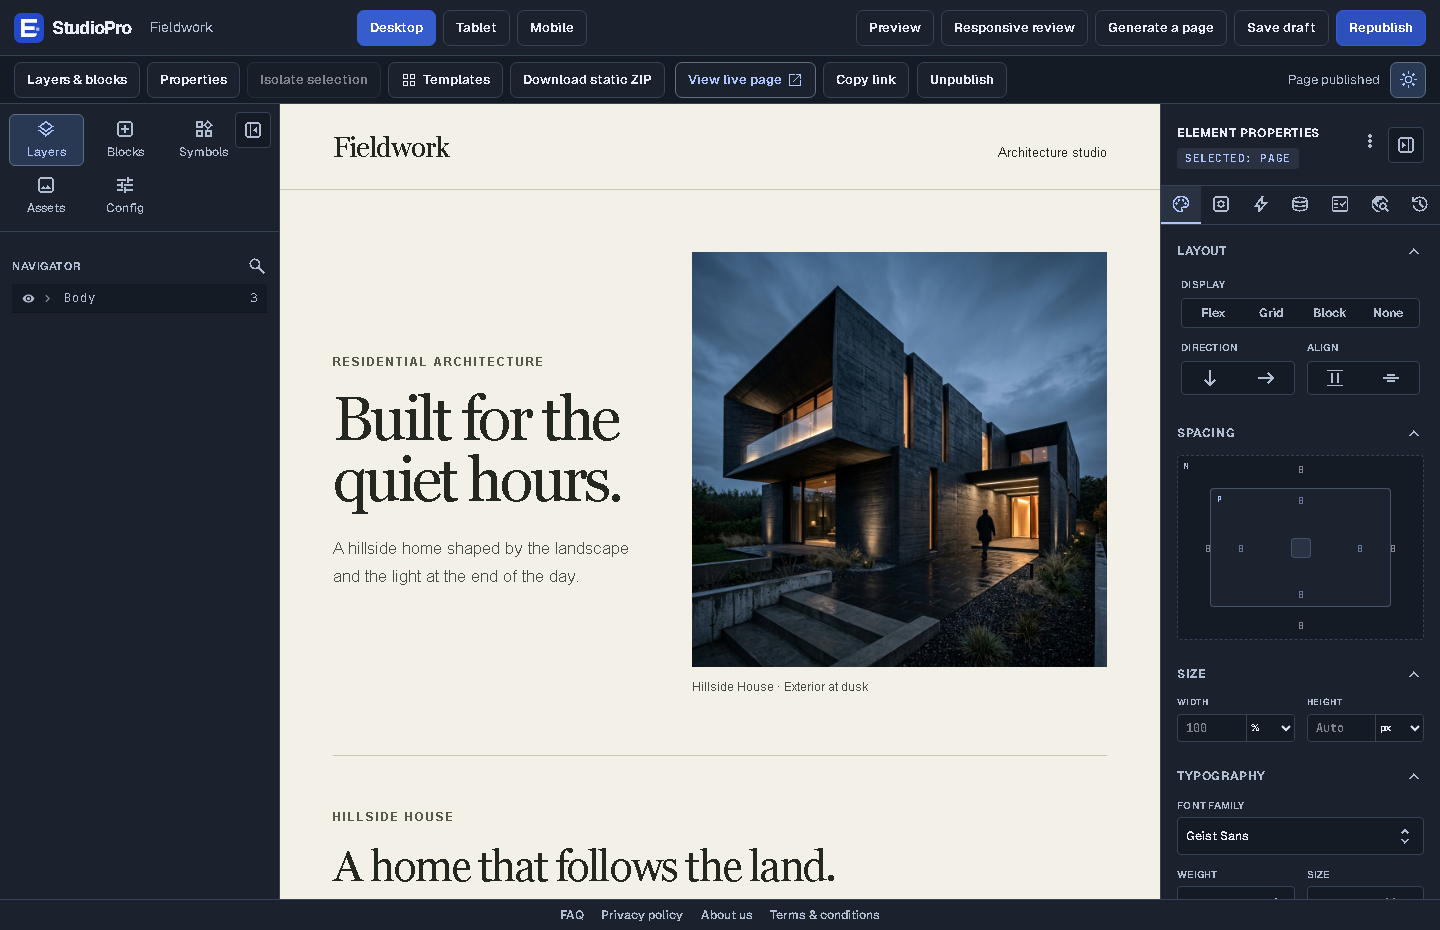 StudioPro
Fieldwork
Desktop
Tablet
Mobile
Preview
Responsive review
Generate a page
Save draft
Republish
Layers & blocks
Properties
Isolate selection
Templates
Download static ZIP
View live page
Copy link
Unpublish
Page published
Layers
Blocks
Symbols
Assets
Config
NAVIGATOR
Body
3
Fieldwork
Architecture studio
RESIDENTIAL ARCHITECTURE
Built for the
quiet hours.
A hillside home shaped by the landscape
and the light at the end of the day.
Hillside House · Exterior at dusk
HILLSIDE HOUSE
A home that follows the land.
ELEMENT PROPERTIES
SELECTED: PAGE
LAYOUT
DISPLAY
Flex
Grid
Block
None
DIRECTION
ALIGN
SPACING
M
P
SIZE
WIDTH
HEIGHT
100
%
Auto
px
TYPOGRAPHY
FONT FAMILY
Geist Sans
WEIGHT
SIZE
FAQ
Privacy policy
About us
Terms & conditions